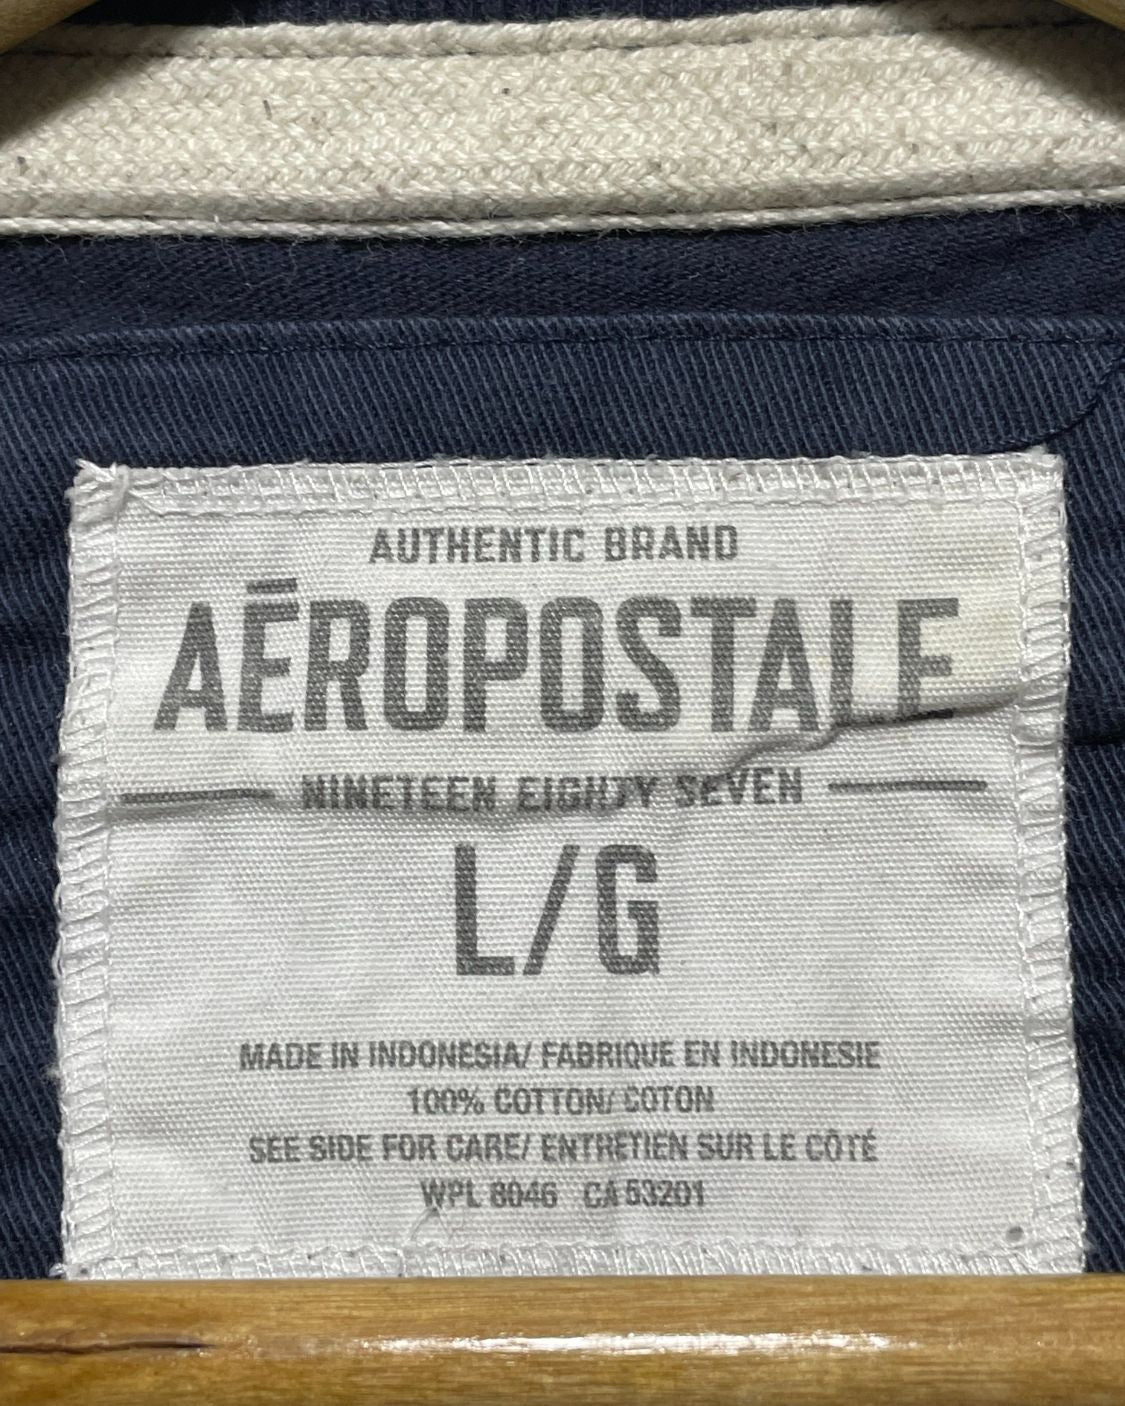 AUTHENTIC BRAND
AĒROPOSTALE
NINETEEN EIGHTY SEVEN
L/G
MADE IN INDONESIA/ FABRIQUE EN INDONESIE
100% COTTON/ COTON
SEE SIDE FOR CARE/ ENTRETIEN SUR LE CÔTÉ
WPL 8046 CA 53201